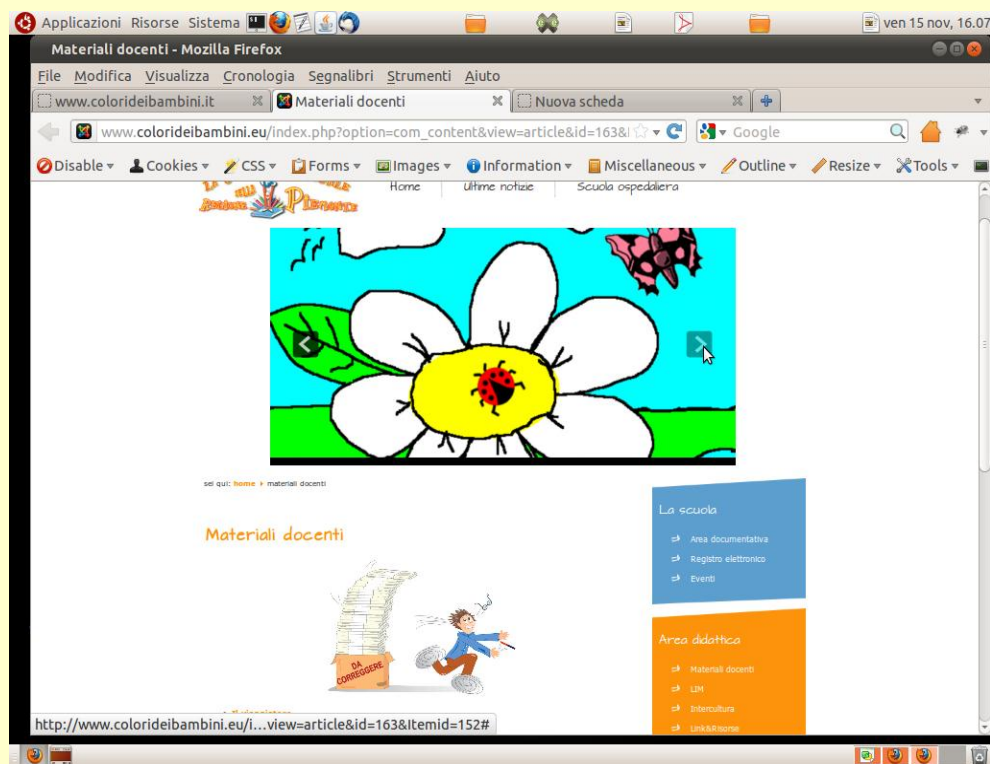 Applicazioni Risorse Sistema ven 15 nov, 16.07
Materiali docenti - Mozilla Firefox
File Modifica Visualizza Cronologia Segnalibri Strumenti Aiuto
www.colorideibambini.it Materiali docenti Nuova scheda
www.colorideibambini.eu/index.php?option=com_content&view=article&id=163& Google
Disable Cookies CSS Forms Images Information Miscellaneous Outline Resize Tools
Home Ultime notizie Scuola ospedaliera
Piemonte
sei qui: home materiali docenti
La scuola
Area documentativa
Registro elettronico
Eventi
Materiali docenti
DA
CORREGGERE
Area didattica
Materiali docenti
LIM
Intercultura
Link&Risorse
http://www.colorideibambini.eu/i...view=article&id=163&Itemid=152#